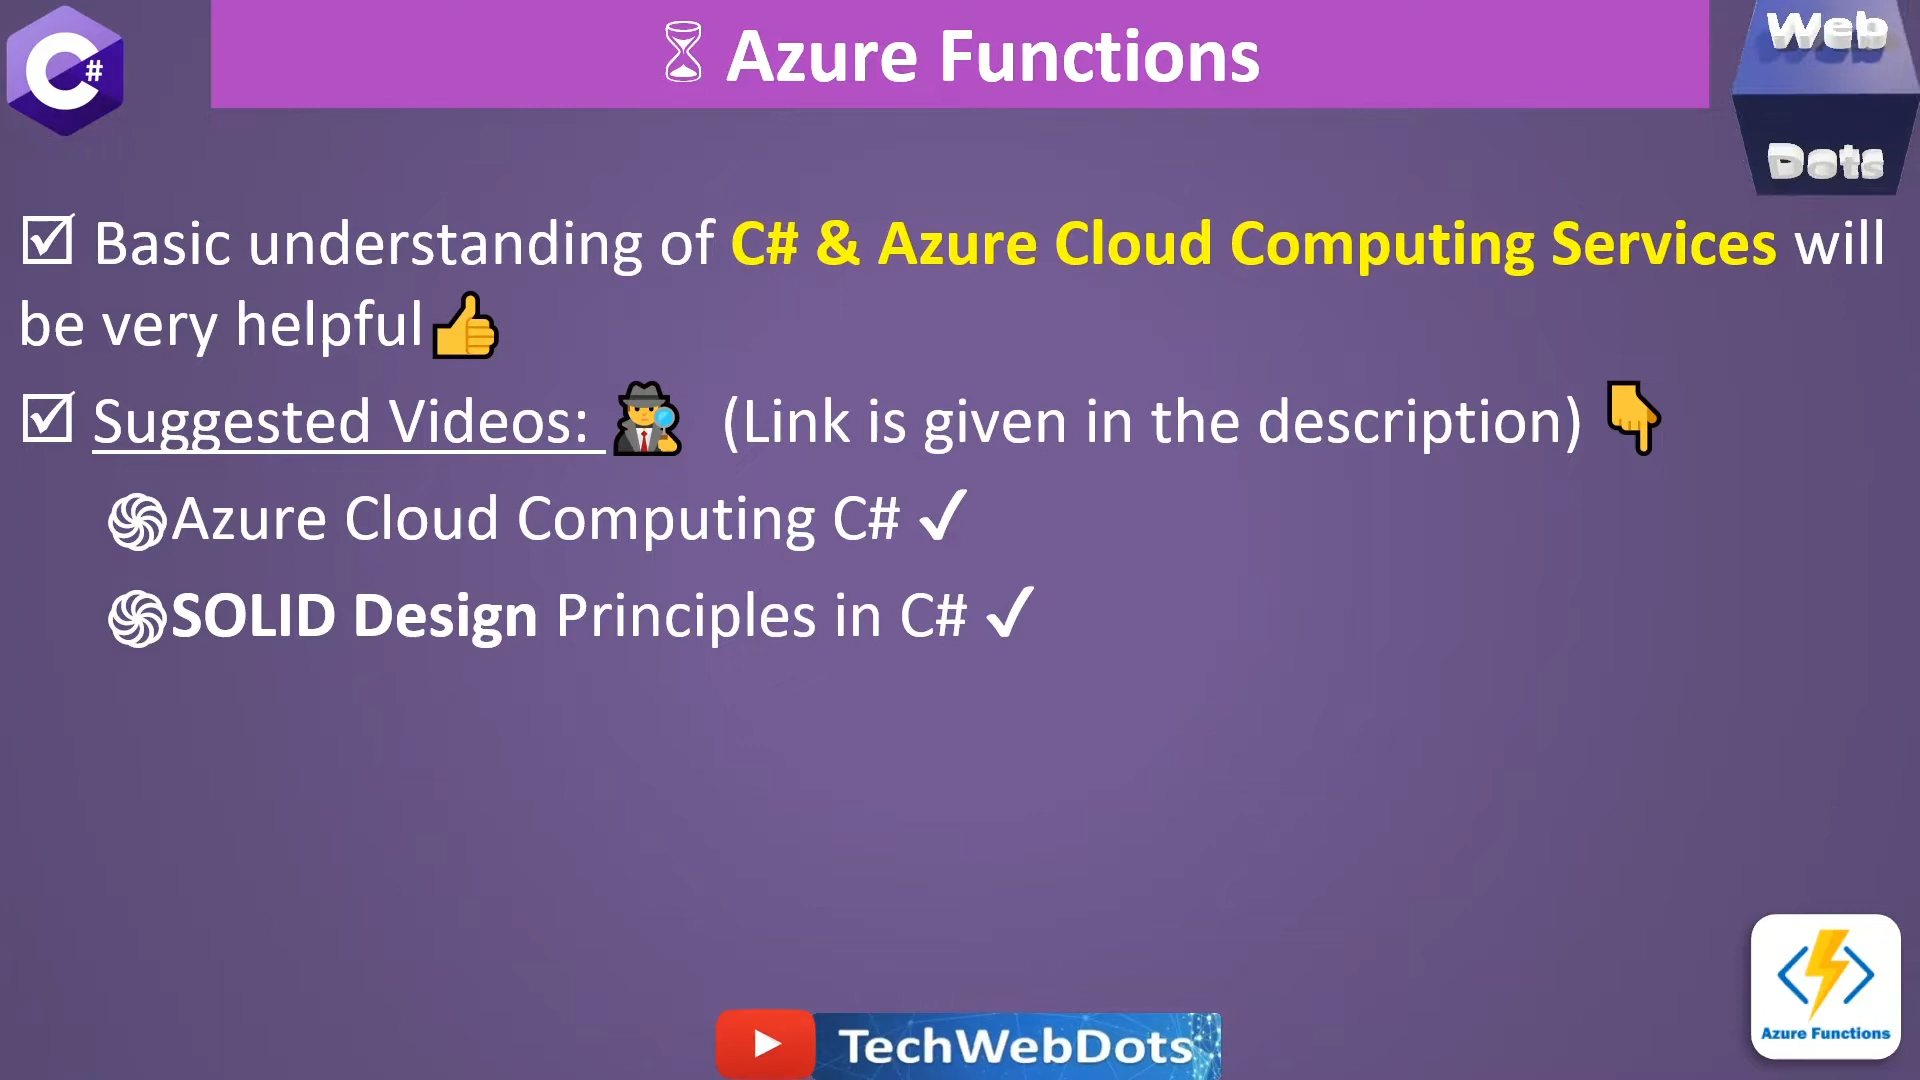 C#
⏳ Azure Functions
Web
Dots
☑ Basic understanding of C# & Azure Cloud Computing Services will
be very helpful👍
☑ Suggested Videos: 🕵 (Link is given in the description) 👇
֍Azure Cloud Computing C# ✓
֍SOLID Design Principles in C# ✓
Azure Functions
TechWebDots